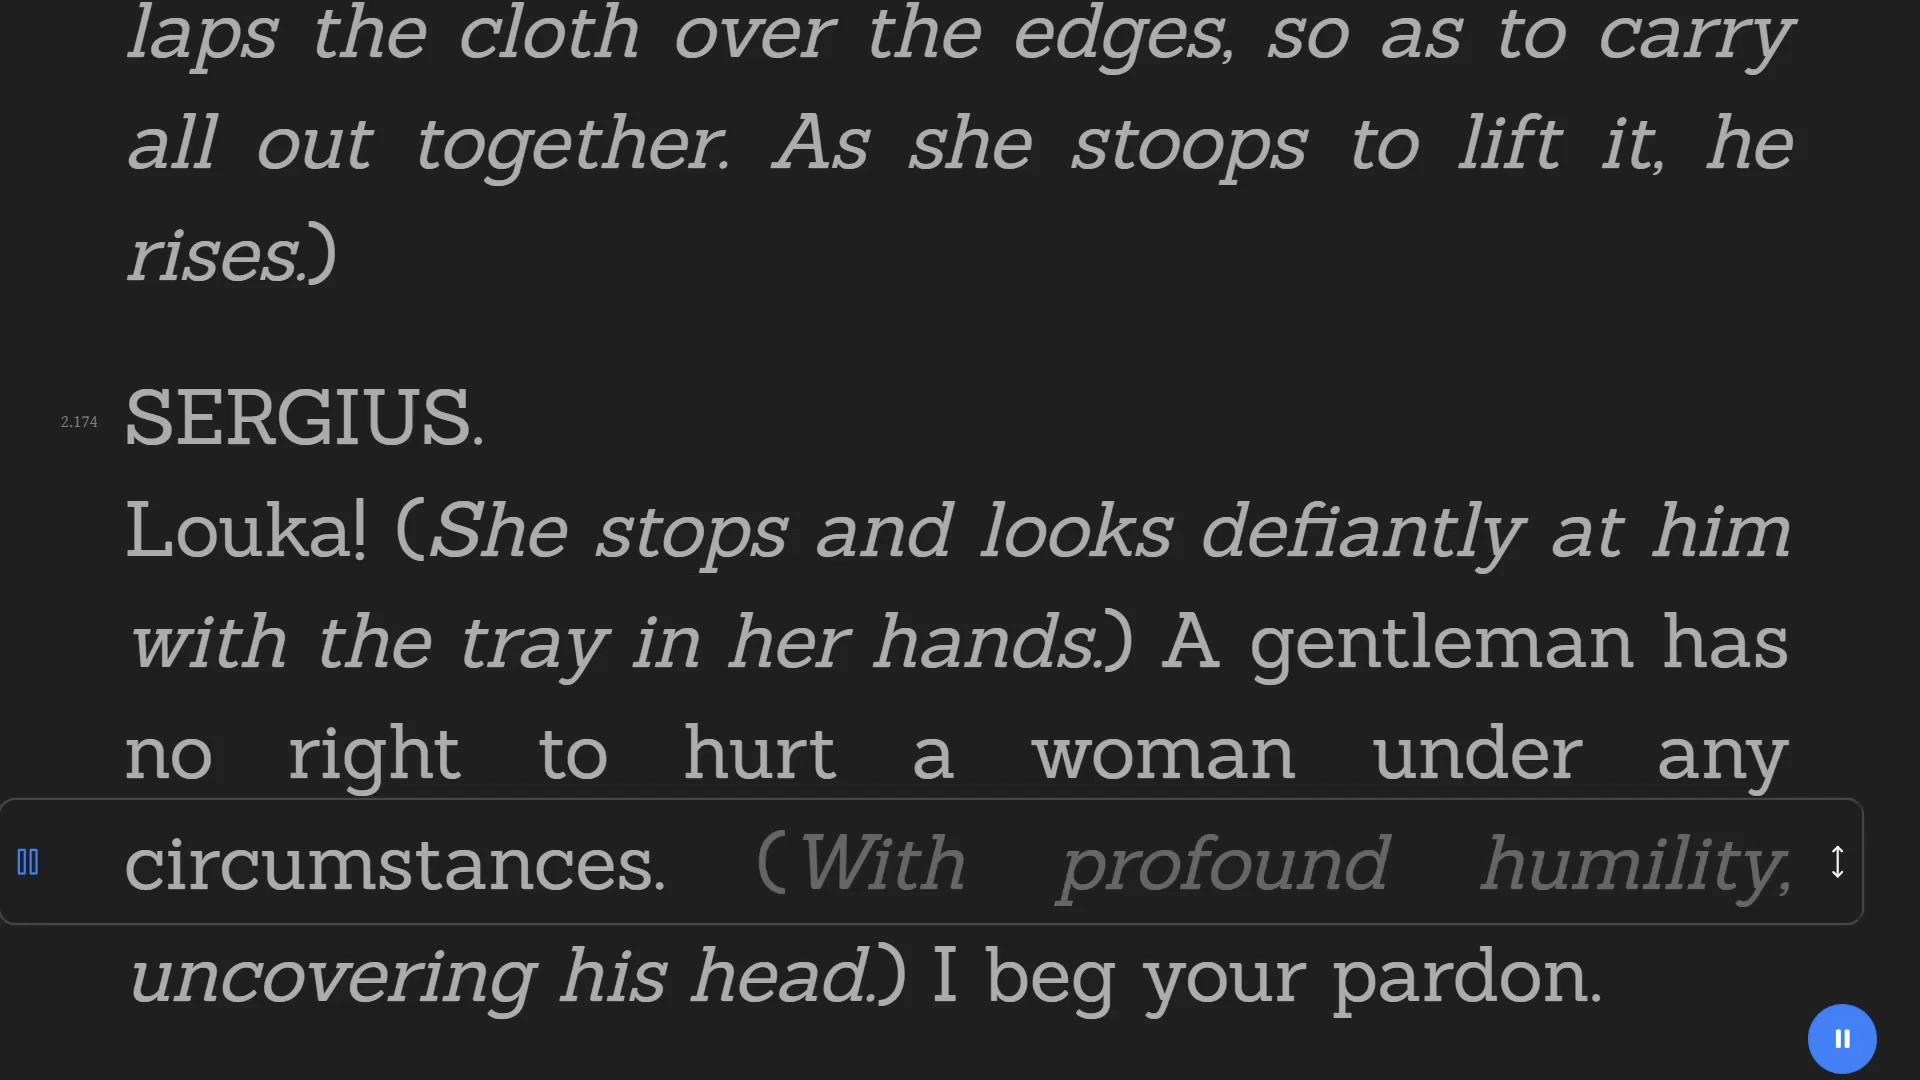 laps the cloth over the edges, so as to carry
all out together. As she stoops to lift it, he
rises.)
2.174
SERGIUS.
Louka! (She stops and looks defiantly at him
with the tray in her hands.) A gentleman has
no right to hurt a woman under any
circumstances. (With profound humility,
uncovering his head.) I beg your pardon.